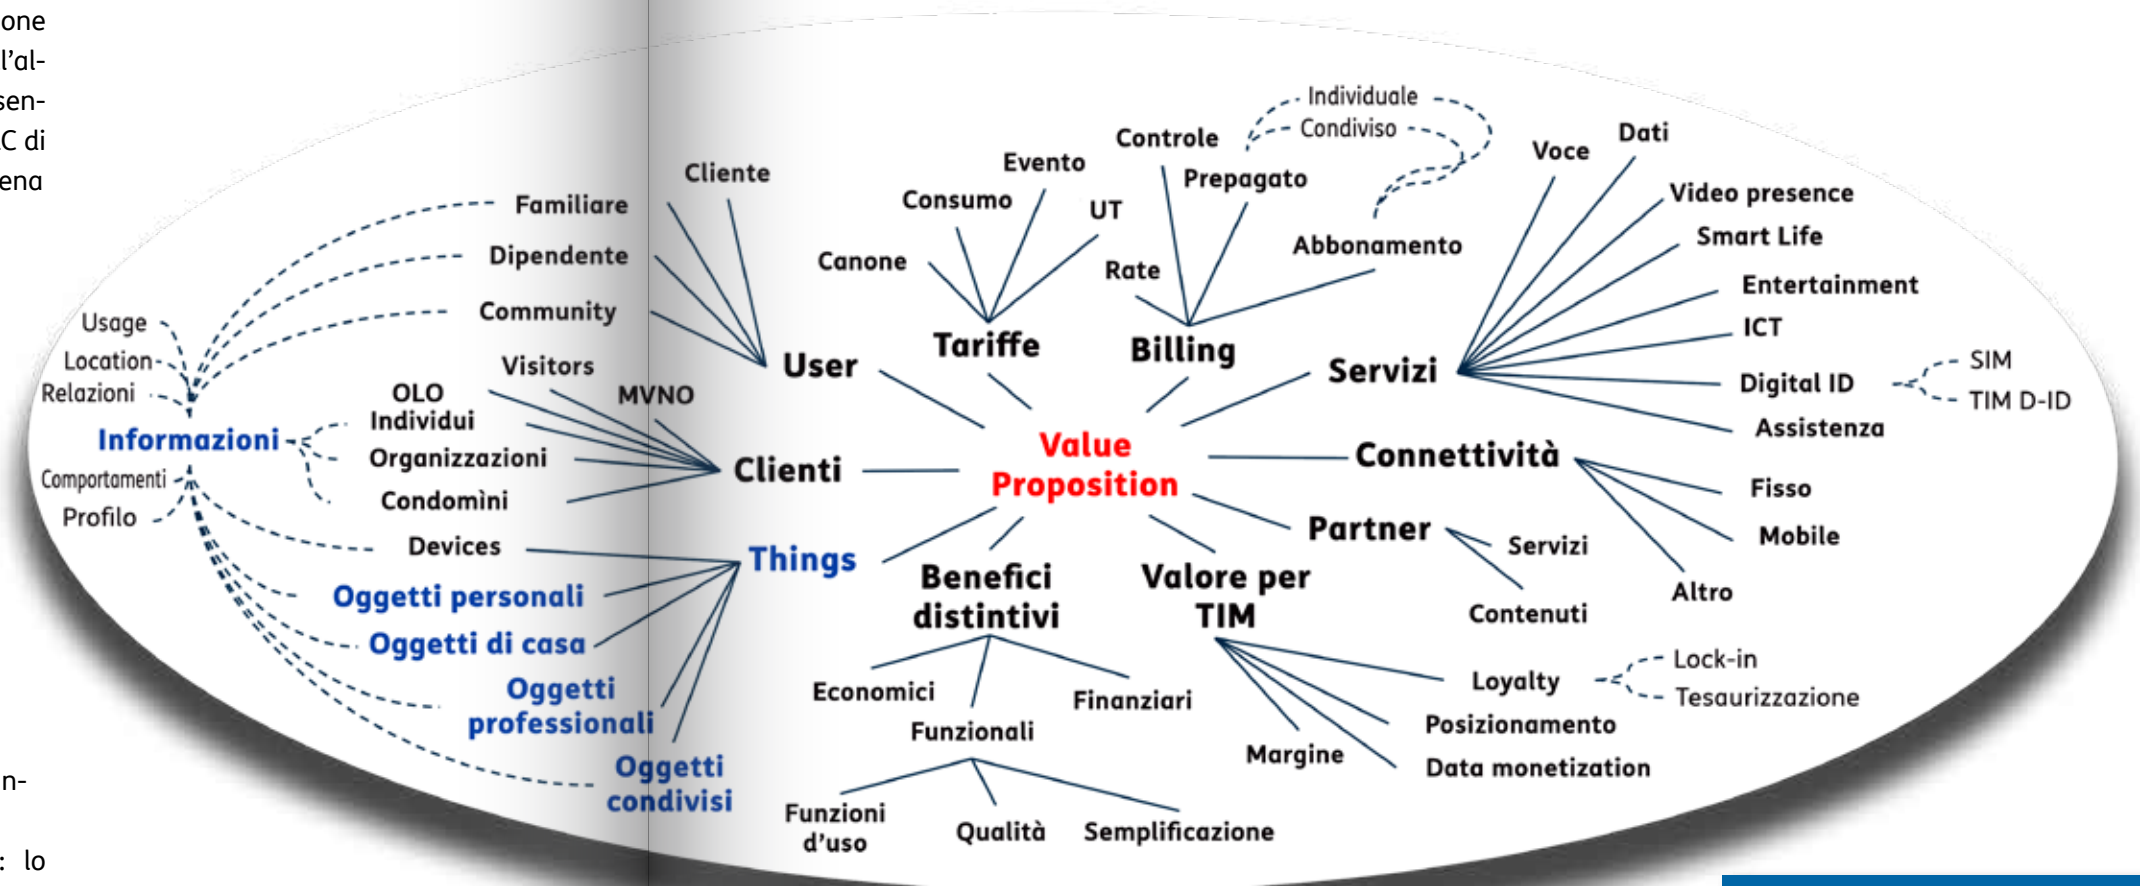 one
l’al-
sen-
C di
ena
n-
: lo
Individuale
Condiviso
Controle
Prepagato
Evento
Consumo
UT
Canone
Rate
Abbonamento
Voce
Dati
Video presence
Smart Life
Entertainment
ICT
Digital ID
SIM
TIM D-ID
Assistenza
Cliente
Familiare
Dipendente
Community
Visitors
MVNO
OLO
Individui
Organizzazioni
Condomìni
Usage
Location
Relazioni
Informazioni
Comportamenti
Profilo
User
Tariffe
Billing
Servizi
Clienti
Value
Proposition
Connettività
Fisso
Mobile
Altro
Partner
Servizi
Contenuti
Things
Devices
Oggetti personali
Oggetti di casa
Oggetti
professionali
Oggetti
condivisi
Benefici
distintivi
Economici
Funzionali
Finanziari
Funzioni
d’uso
Qualità
Semplificazione
Valore per
TIM
Loyalty
Lock-in
Tesaurizzazione
Posizionamento
Data monetization
Margine